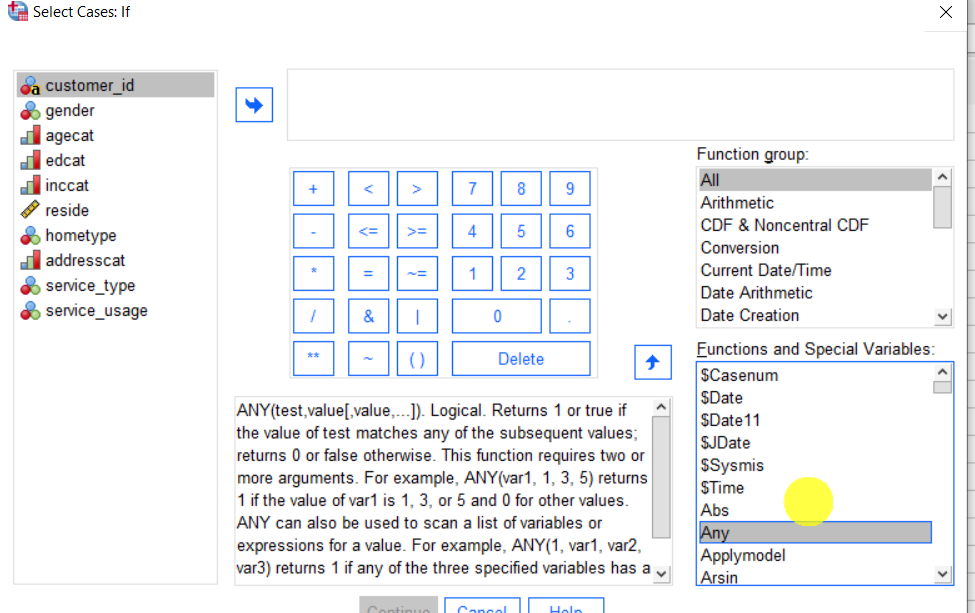 Select Cases: If
customer_id
gender
agecat
edcat
inccat
reside
hometype
addresscat
service_type
service_usage
+ < > 7 8 9
- <= >= 4 5 6
* = ~= 1 2 3
/ & | 0 .
** ~ ( ) Delete
ANY(test,value[,value,...]). Logical. Returns 1 or true if
the value of test matches any of the subsequent values;
returns 0 or false otherwise. This function requires two or
more arguments. For example, ANY(var1, 1, 3, 5) returns
1 if the value of var1 is 1, 3, or 5 and 0 for other values.
ANY can also be used to scan a list of variables or
expressions for a value. For example, ANY(1, var1, var2,
var3) returns 1 if any of the three specified variables has a
Function group:
All
Arithmetic
CDF & Noncentral CDF
Conversion
Current Date/Time
Date Arithmetic
Date Creation
Functions and Special Variables:
$Casenum
$Date
$Date11
$JDate
$Sysmis
$Time
Abs
Any
Applymodel
Arsin
Continue Cancel Help